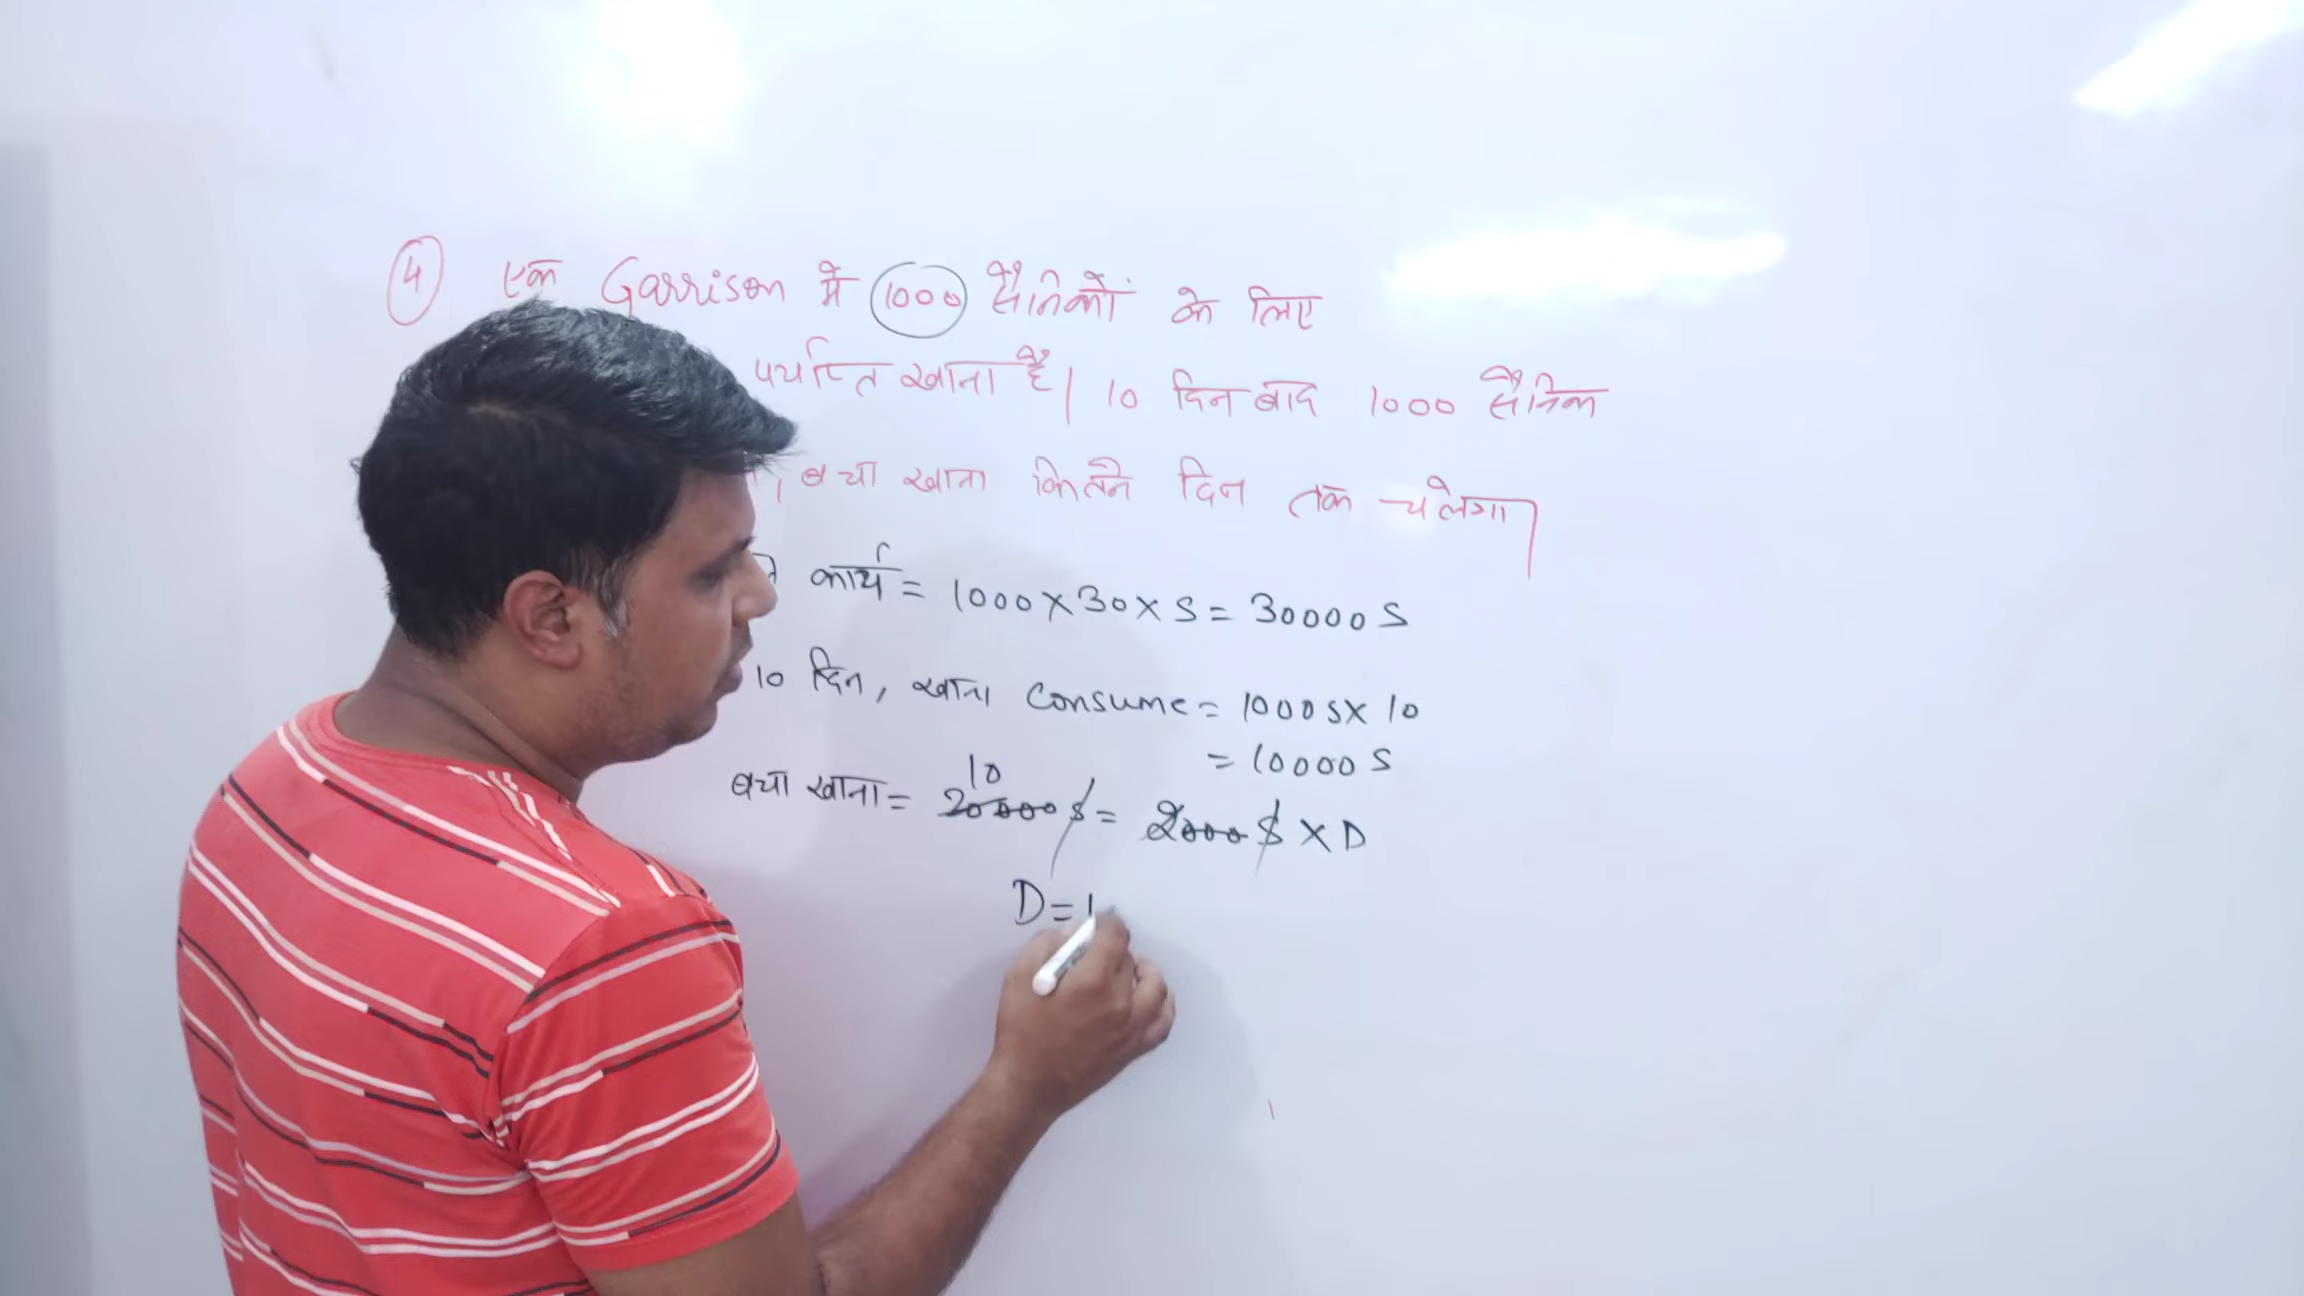 4 एक Garrison में 1000 सैनिकों के लिए
पर्याप्त खाना है| 10 दिन बाद 1000 सैनिक
, बचा खाना कितने दिन तक चलेगा|
कार्य = 1000 X 30 X S = 30000 S
10 दिन, खाना Consume = 1000 S X 10
= 10000 S
10
बचा खाना = 20000 S = 2000 S X D
D = 1